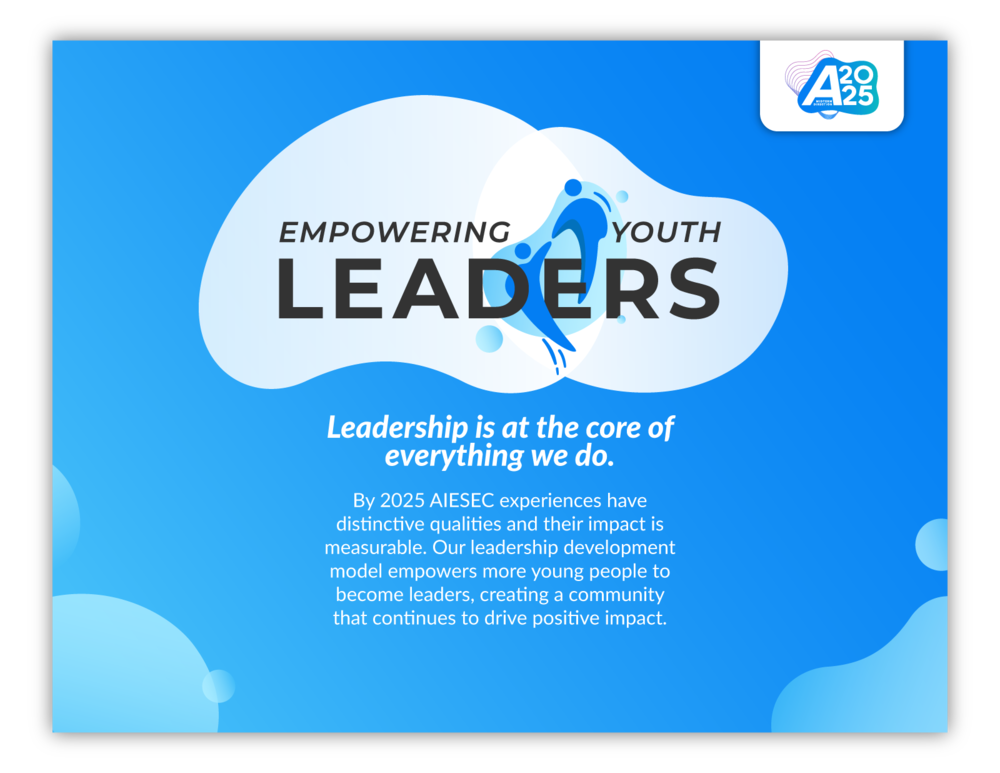 A2025
EMPOWERING YOUTH
LEADERS
Leadership is at the core of
everything we do.
By 2025 AIESEC experiences have
distinctive qualities and their impact is
measurable. Our leadership development
model empowers more young people to
become leaders, creating a community
that continues to drive positive impact.